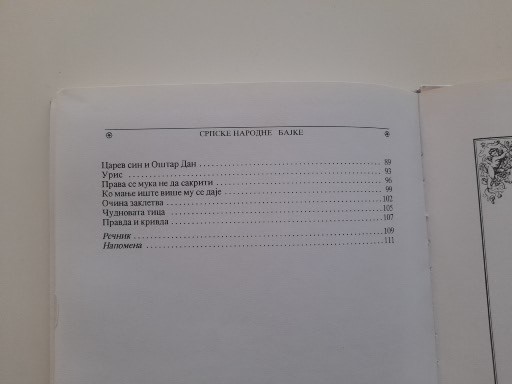 СРПСКЕ НАРОДНЕ БАЈКЕ
Царев син и Оштар Дан ........................................ 89
Урис ........................................ 93
Права се мука не да сакрити ........................................ 96
Ко мање иште више му се даје ........................................ 99
Очина заклетва ........................................ 102
Чудновата тица ........................................ 105
Правда и кривда ........................................ 107
Речник ........................................ 109
Напомена ........................................ 111